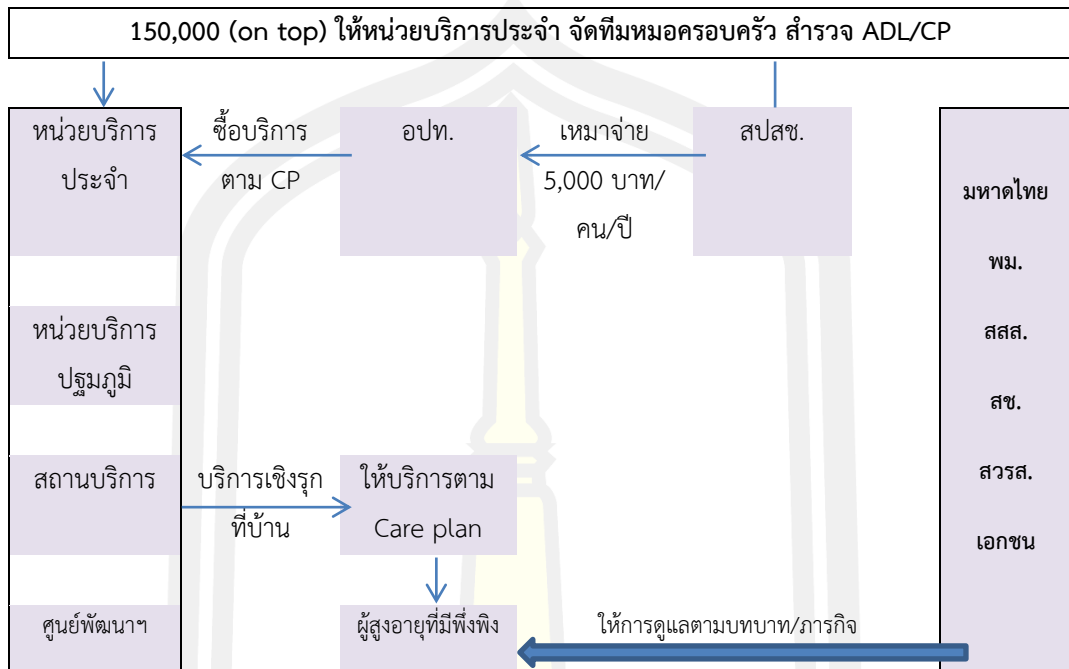 150,000 (on top) ให้หน่วยบริการประจำ จัดทีมหมอครอบครัว สำรวจ ADL/CP
หน่วยบริการ
ประจำ
ซื้อบริการ
ตาม CP
อปท.
เหมาจ่าย
5,000 บาท/
คน/ปี
สปสช.
มหาดไทย
พม.
สสส.
สช.
สวรส.
เอกชน
หน่วยบริการ
ปฐมภูมิ
สถานบริการ
บริการเชิงรุก
ที่บ้าน
ให้บริการตาม
Care plan
ศูนย์พัฒนาฯ
ผู้สูงอายุที่มีพึ่งพิง
ให้การดูแลตามบทบาท/ภารกิจ